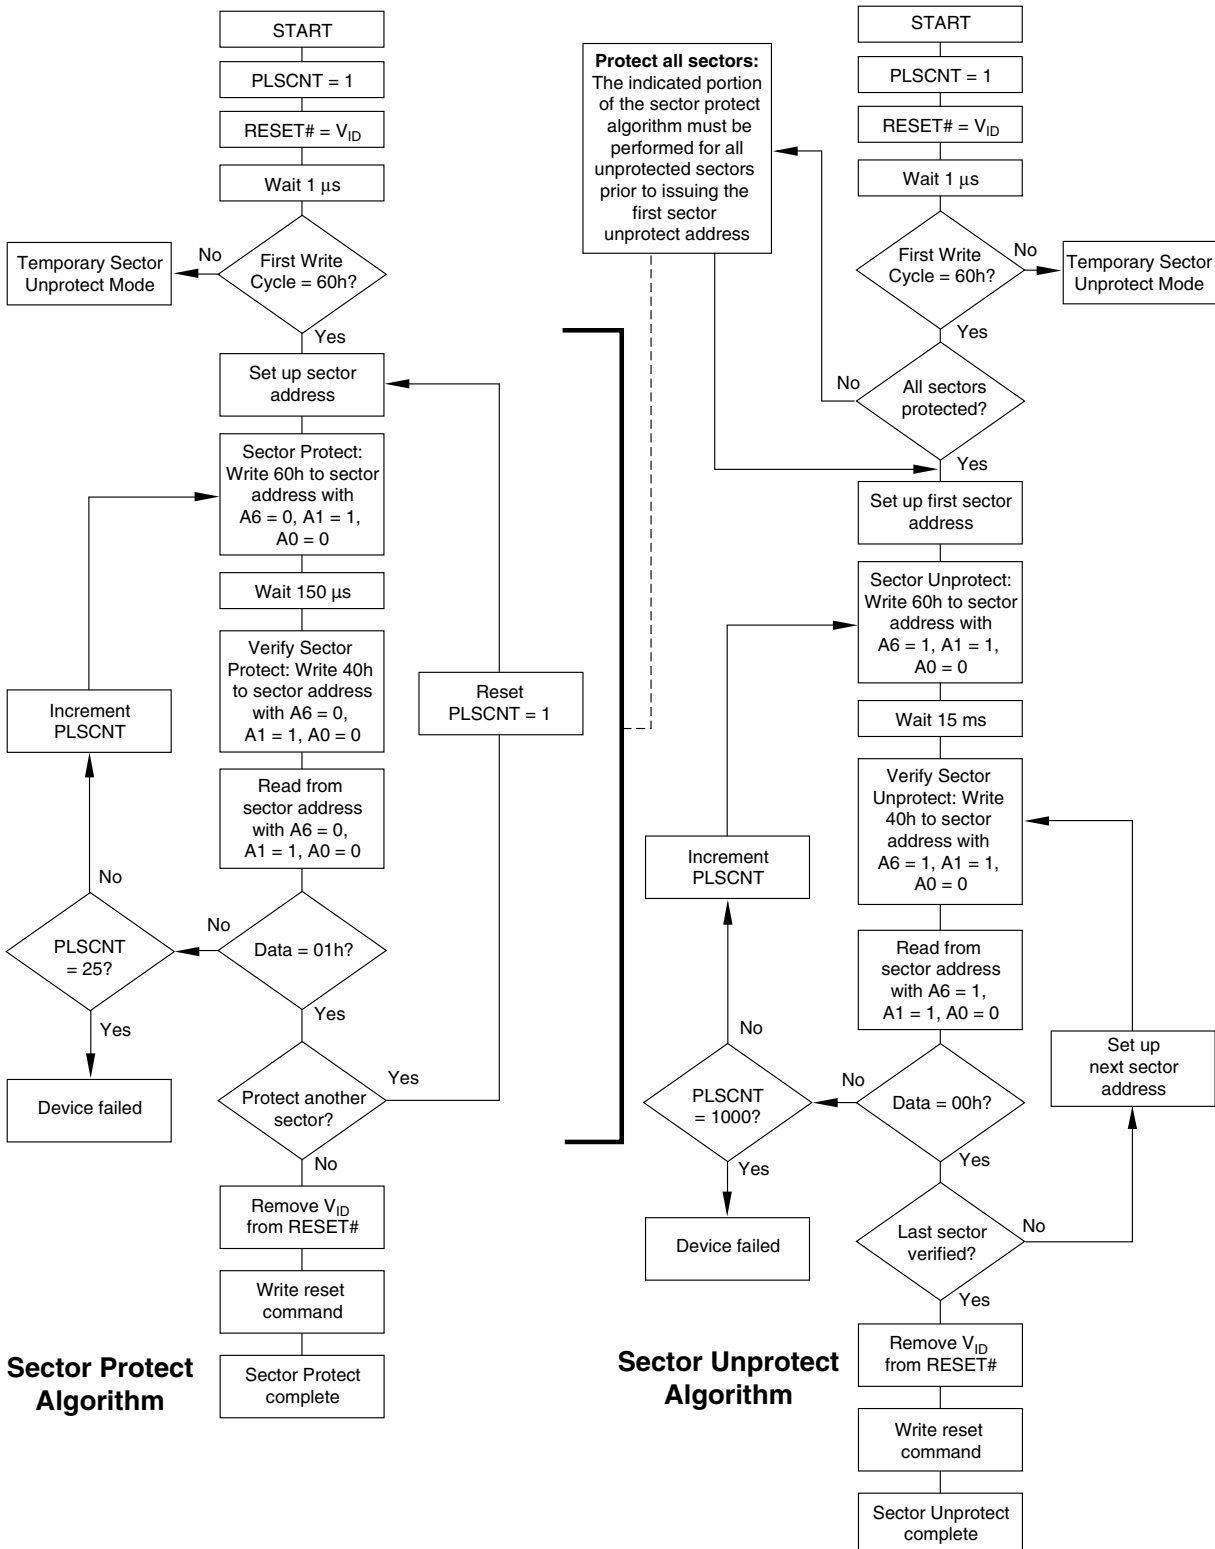 START
PLSCNT = 1
RESET# = VID
Wait 1 μs
First Write
Cycle = 60h?
No
Temporary Sector
Unprotect Mode
Yes
Set up sector
address
Sector Protect:
Write 60h to sector
address with
A6 = 0, A1 = 1,
A0 = 0
Wait 150 μs
Verify Sector
Protect: Write 40h
to sector address
with A6 = 0,
A1 = 1, A0 = 0
Read from
sector address
with A6 = 0,
A1 = 1, A0 = 0
Data = 01h?
No
PLSCNT
= 25?
No
Increment
PLSCNT
Yes
Device failed
Yes
Protect another
sector?
Yes
Reset
PLSCNT = 1
No
Remove VID
from RESET#
Write reset
command
Sector Protect
complete
Sector Protect
Algorithm
Protect all sectors:
The indicated portion
of the sector protect
algorithm must be
performed for all
unprotected sectors
prior to issuing the
first sector
unprotect address
START
PLSCNT = 1
RESET# = VID
Wait 1 μs
First Write
Cycle = 60h?
No
Temporary Sector
Unprotect Mode
Yes
All sectors
protected?
No
Yes
Set up first sector
address
Sector Unprotect:
Write 60h to sector
address with
A6 = 1, A1 = 1,
A0 = 0
Wait 15 ms
Verify Sector
Unprotect: Write
40h to sector
address with
A6 = 1, A1 = 1,
A0 = 0
Read from
sector address
with A6 = 1,
A1 = 1, A0 = 0
Data = 00h?
No
PLSCNT
= 1000?
No
Increment
PLSCNT
Yes
Device failed
Yes
Last sector
verified?
No
Set up
next sector
address
Yes
Remove VID
from RESET#
Write reset
command
Sector Unprotect
complete
Sector Unprotect
Algorithm